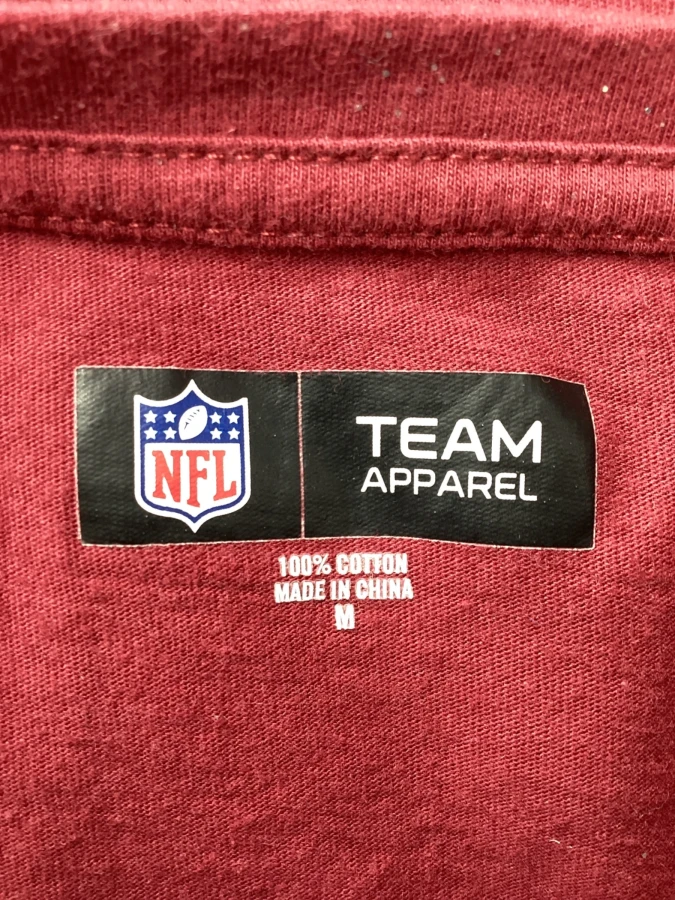 NFL
TEAM
APPAREL
100% COTTON
MADE IN CHINA
M